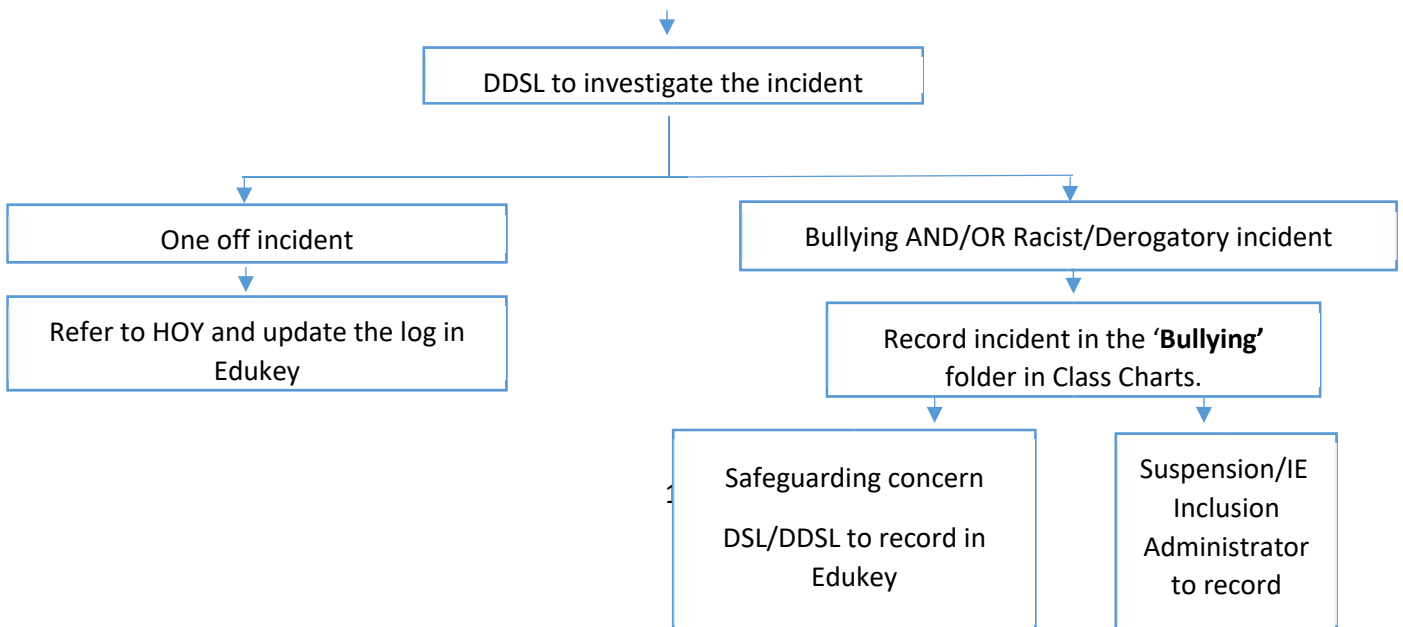 DDSL to investigate the incident
One off incident
Bullying AND/OR Racist/Derogatory incident
Refer to HOY and update the log in
Edukey
Record incident in the ‘Bullying’
folder in Class Charts.
Safeguarding concern
DSL/DDSL to record in
Edukey
Suspension/IE
Inclusion
Administrator
to record